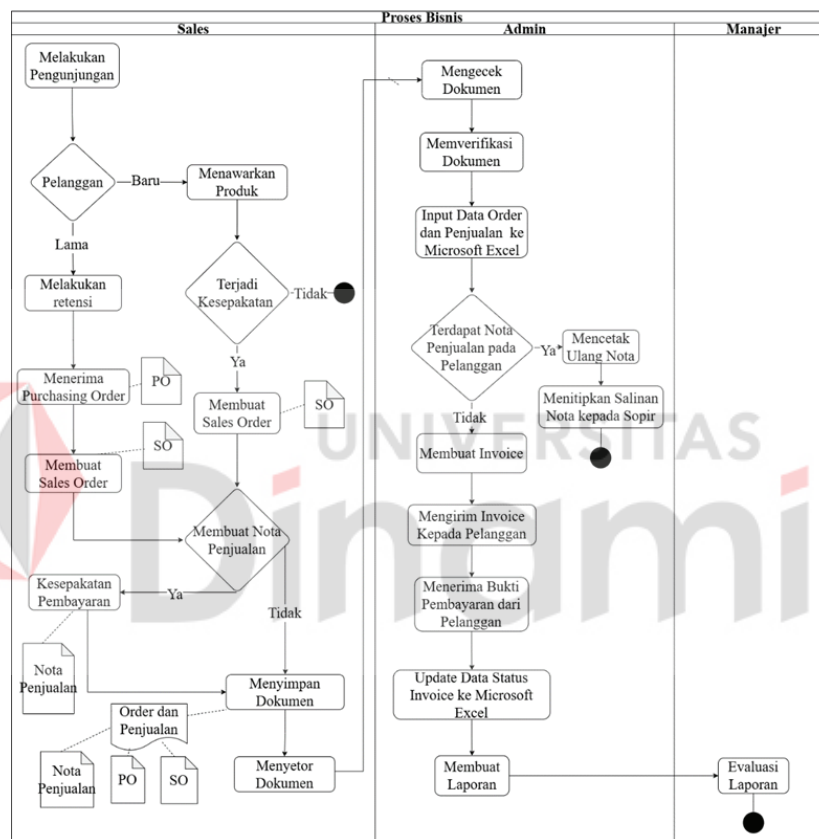 Proses Bisnis
Sales
Admin
Manajer
Melakukan
Pengunjungan
Pelanggan
Baru
Menawarkan
Produk
Lama
Melakukan
retensi
Terjadi
Kesepakatan
Tidak
Ya
Menerima
Purchasing Order
PO
Membuat
Sales Order
SO
SO
Membuat
Sales Order
Membuat Nota
Penjualan
Kesepakatan
Pembayaran
Ya
Tidak
Nota
Penjualan
Menyimpan
Dokumen
Order dan
Penjualan
Nota
Penjualan
PO
SO
Menyetor
Dokumen
Mengecek
Dokumen
Memverifikasi
Dokumen
Input Data Order
dan Penjualan ke
Microsoft Excel
Terdapat Nota
Penjualan pada
Pelanggan
Ya
Mencetak
Ulang Nota
Menitipkan Salinan
Nota kepada Sopir
Tidak
Membuat Invoice
Mengirim Invoice
Kepada Pelanggan
Menerima Bukti
Pembayaran dari
Pelanggan
Update Data Status
Invoice ke Microsoft
Excel
Membuat
Laporan
Evaluasi
Laporan
UNIVERSITAS
Dinami